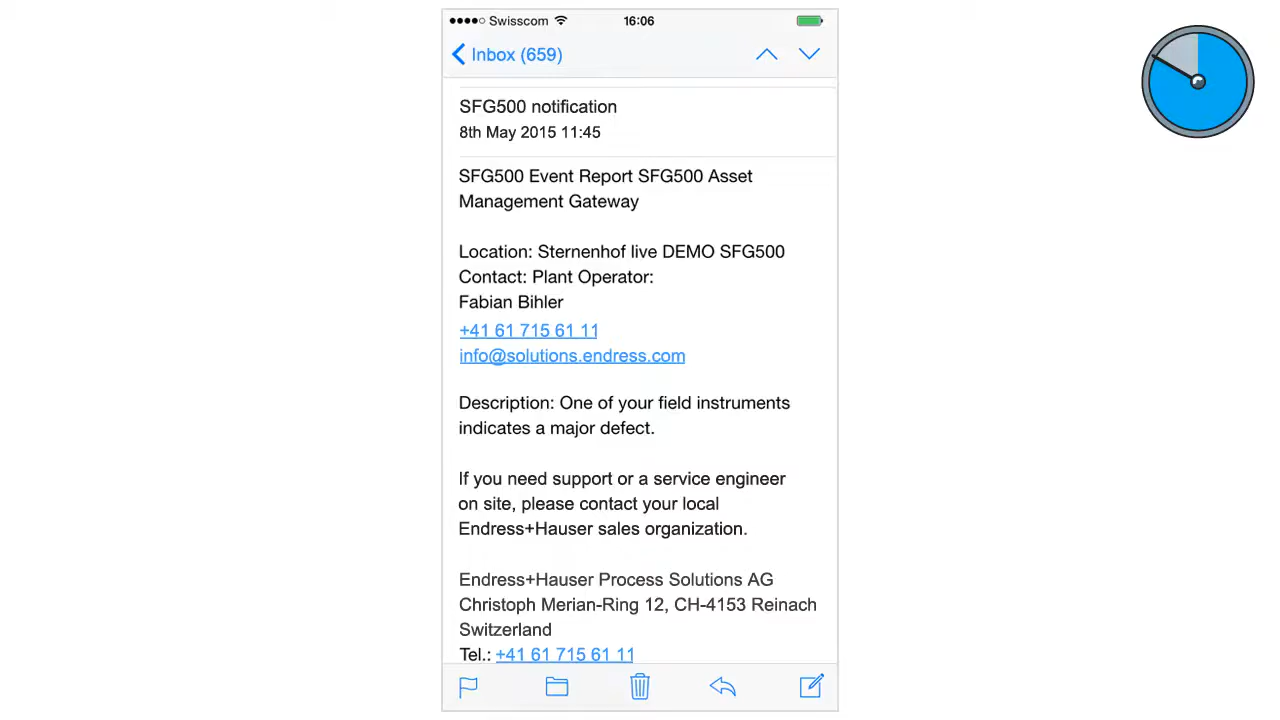 Swisscom
16:06
Inbox (659)
SFG500 notification
8th May 2015 11:45
SFG500 Event Report SFG500 Asset
Management Gateway
Location: Sternenhof live DEMO SFG500
Contact: Plant Operator:
Fabian Bihler
+41 61 715 61 11
info@solutions.endress.com
Description: One of your field instruments
indicates a major defect.
If you need support or a service engineer
on site, please contact your local
Endress+Hauser sales organization.
Endress+Hauser Process Solutions AG
Christoph Merian-Ring 12, CH-4153 Reinach
Switzerland
Tel.: +41 61 715 61 11